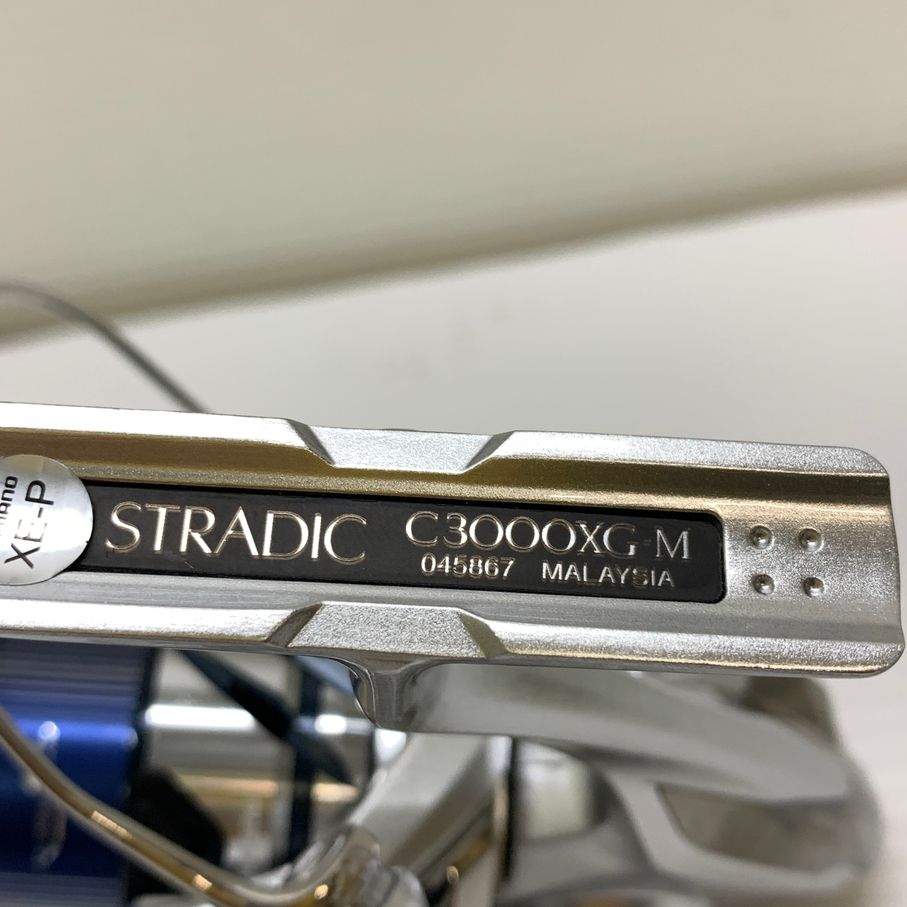 XE-P
STRADIC C3000XG-M
045867 MALAYSIA